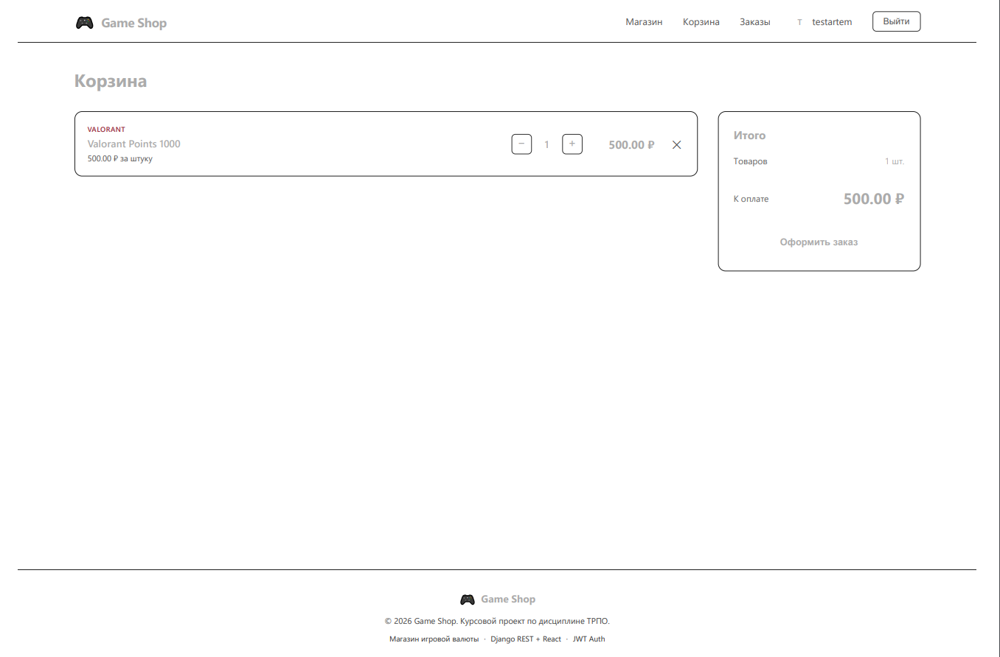 Game Shop
Магазин Корзина Заказы T testartem Выйти
Корзина
VALORANT
Valorant Points 1000
500.00 ₽ за штуку
− 1 + 500.00 ₽ ×
Итого
Товаров 1 шт.
К оплате 500.00 ₽
Оформить заказ
Game Shop
© 2026 Game Shop. Курсовой проект по дисциплине ТРПО.
Магазин игровой валюты · Django REST + React · JWT Auth